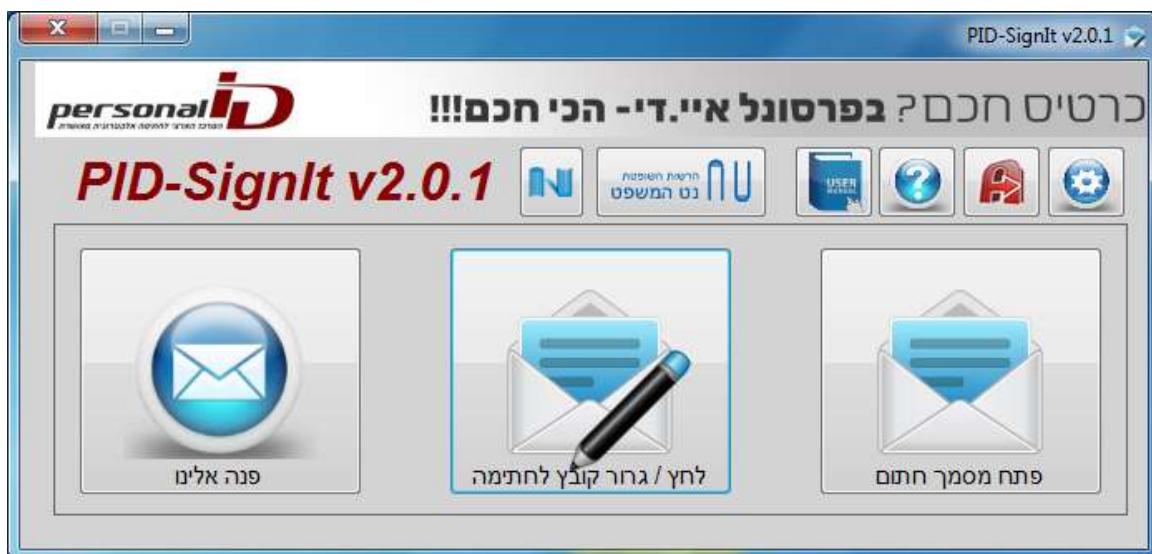 PID-SignIt v2.0.1
personal ID
כרטיס חכם? בפרסונל איי.די- הכי חכם!!!
PID-SignIt v2.0.1
הרשות השופטת
נט המשפט
USER MANUAL
פתח מסמך חתום
לחץ / גרור קובץ לחתימה
פנה אלינו